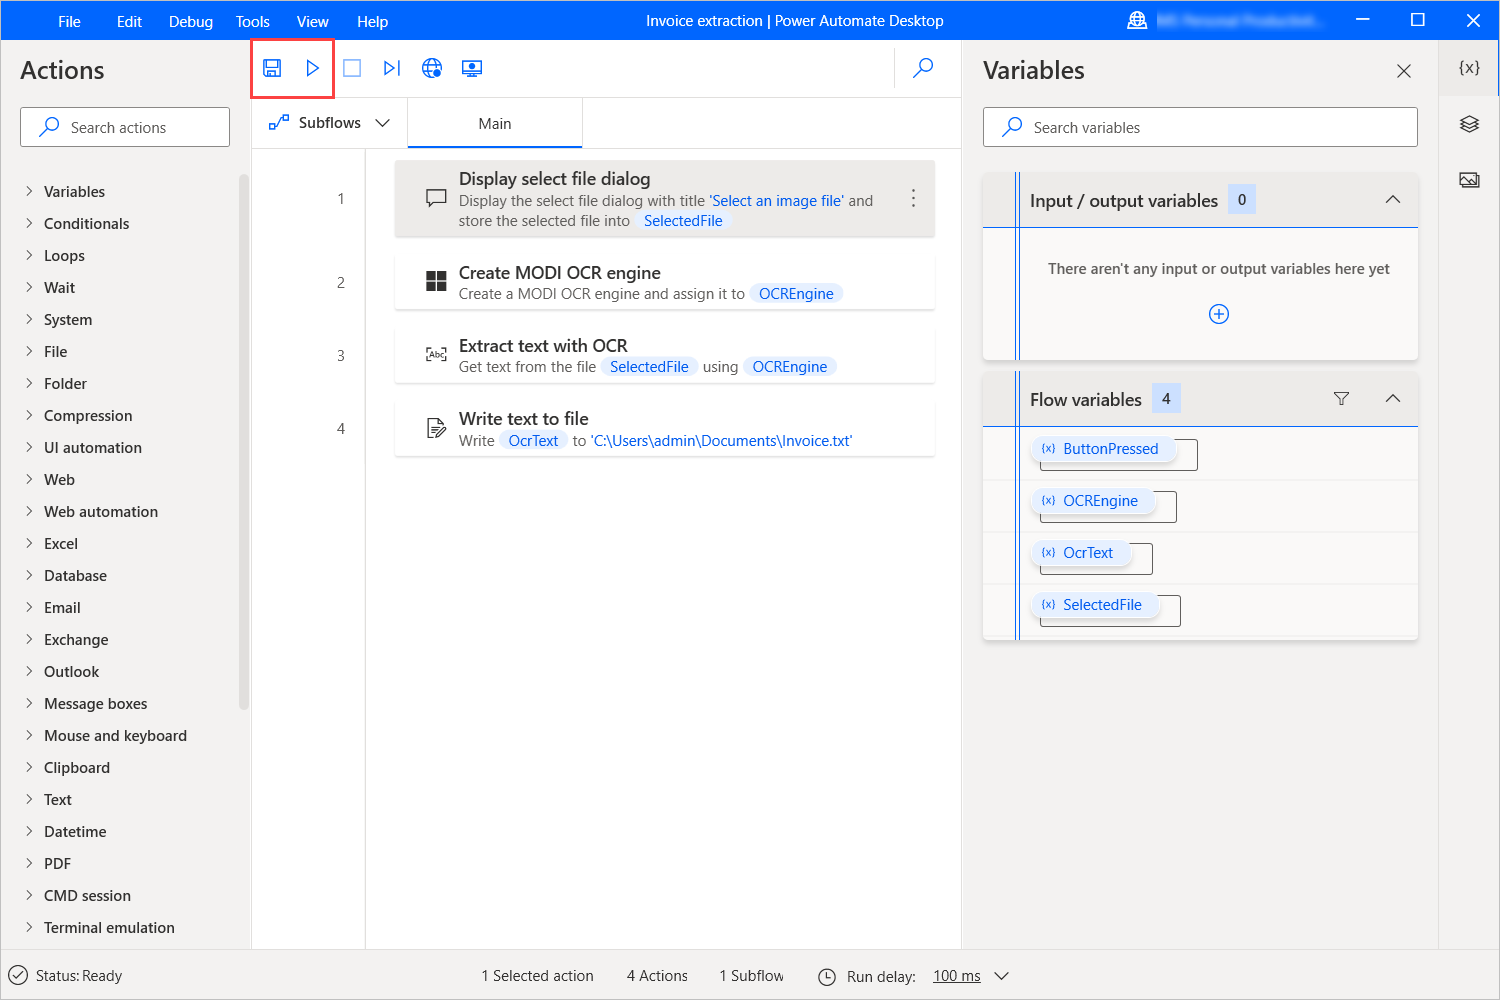 File Edit Debug Tools View Help
Invoice extraction | Power Automate Desktop
Actions
Search actions
Variables
Conditionals
Loops
Wait
System
File
Folder
Compression
UI automation
Web
Web automation
Excel
Database
Email
Exchange
Outlook
Message boxes
Mouse and keyboard
Clipboard
Text
Datetime
PDF
CMD session
Terminal emulation
Subflows
Main
1
Display select file dialog
Display the select file dialog with title 'Select an image file' and
store the selected file into SelectedFile
2
Create MODI OCR engine
Create a MODI OCR engine and assign it to OCREngine
3
Abc
Extract text with OCR
Get text from the file SelectedFile using OCREngine
4
Write text to file
Write OcrText to 'C:\Users\admin\Documents\Invoice.txt'
Variables
{x}
Search variables
Input / output variables 0
There aren't any input or output variables here yet
Flow variables 4
{x} ButtonPressed
{x} OCREngine
{x} OcrText
{x} SelectedFile
Status: Ready
1 Selected action
4 Actions
1 Subflow
Run delay: 100 ms